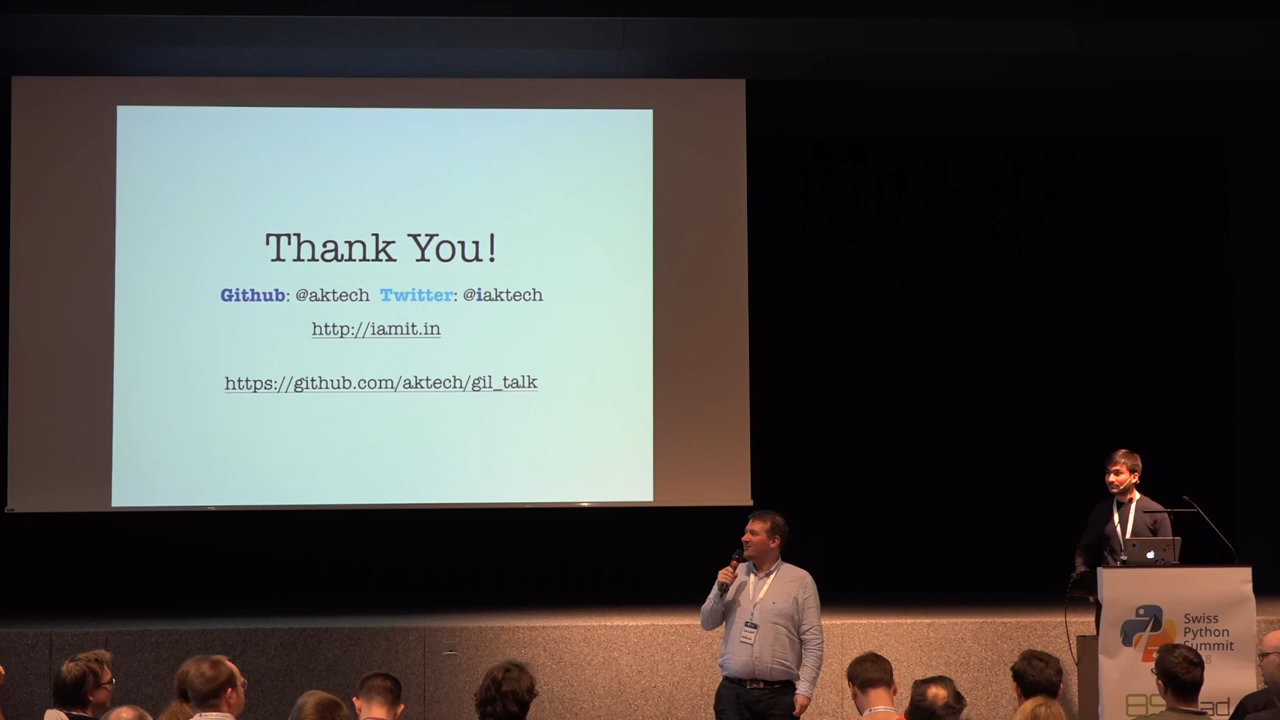 Thank You!
Github: @aktech Twitter: @iaktech
http://iamit.in
https://github.com/aktech/gil_talk
Swiss
Python
Summit